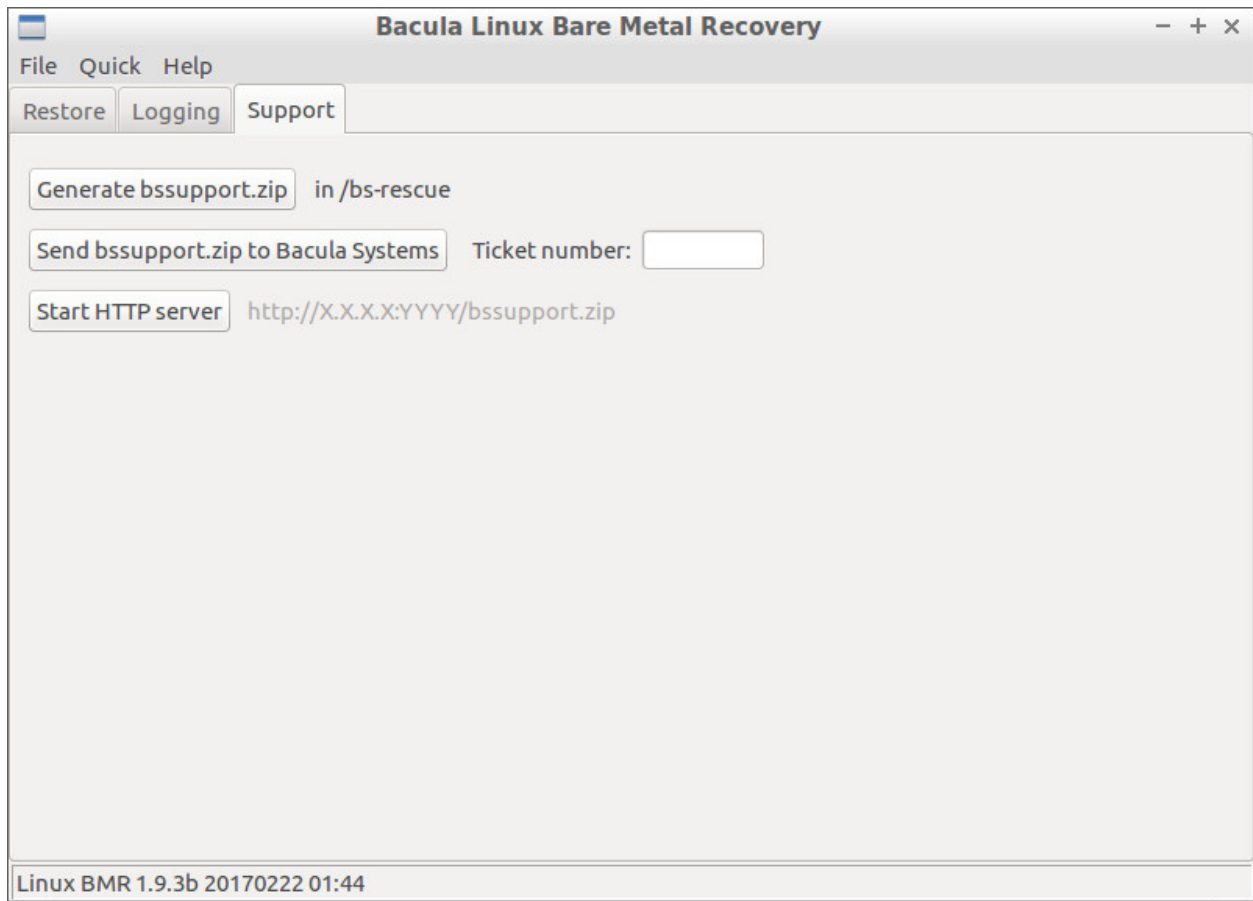 Bacula Linux Bare Metal Recovery
File Quick Help
Restore Logging Support
Generate bssupport.zip in /bs-rescue
Send bssupport.zip to Bacula Systems Ticket number:
Start HTTP server http://X.X.X.X:YYYY/bssupport.zip
Linux BMR 1.9.3b 20170222 01:44